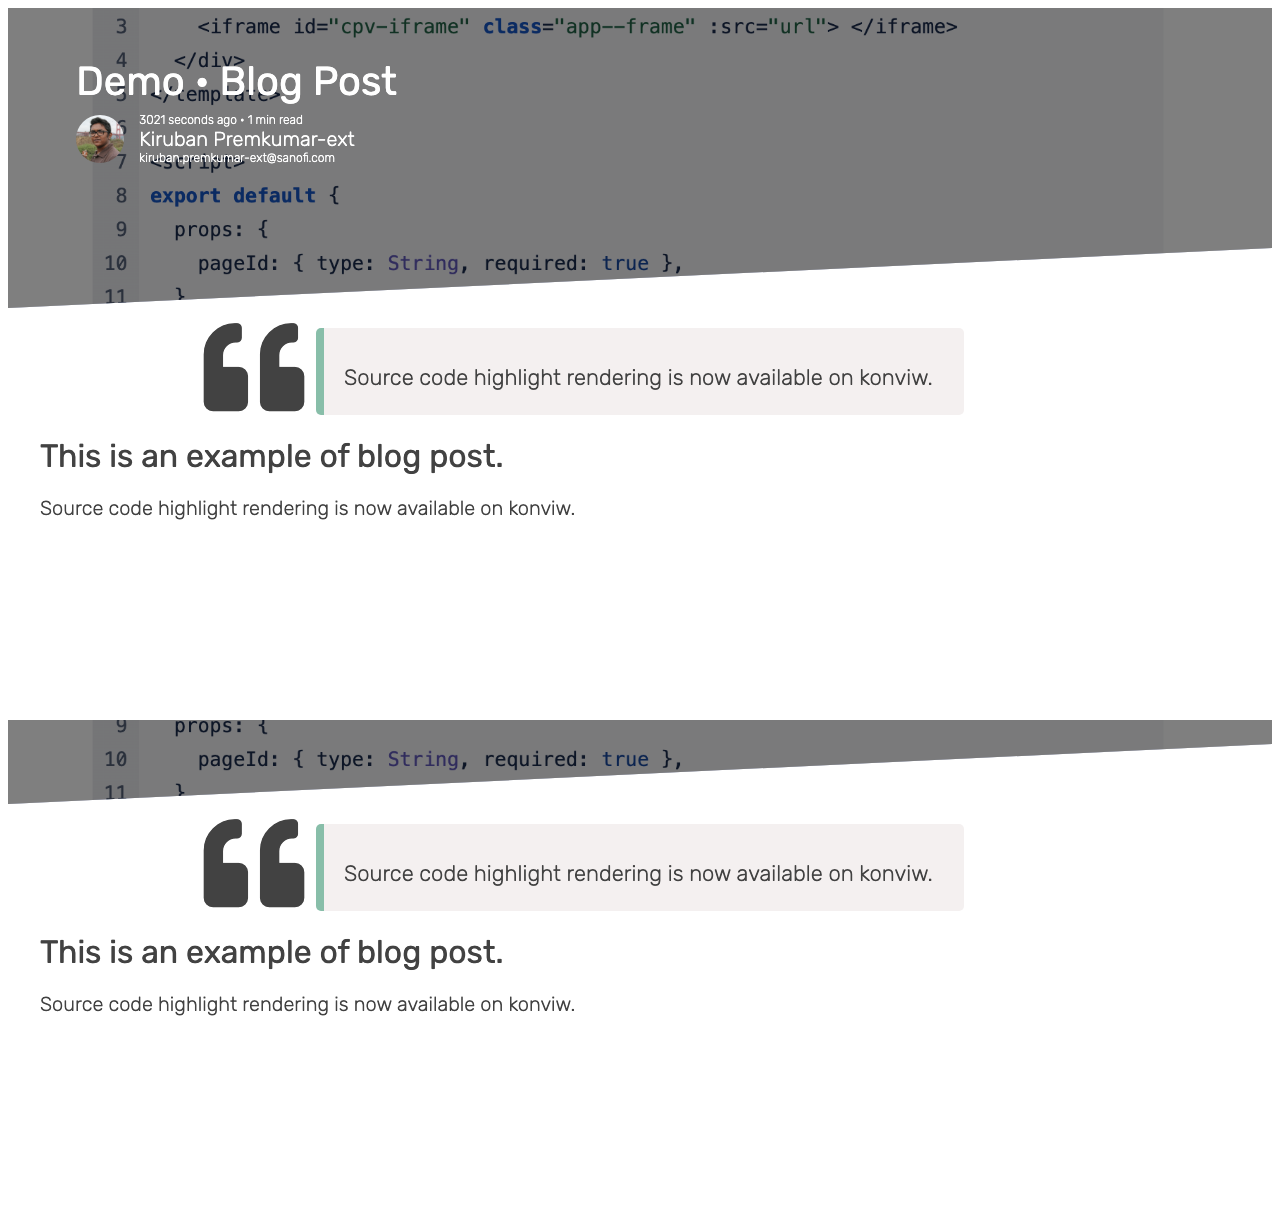 3 <iframe id="cpv-iframe" class="app--frame" :src="url"> </iframe>
4 </div>
Demo • Blog Post
5 </template>
3021 seconds ago • 1 min read
6
Kiruban Premkumar-ext
kiruban.premkumar-ext@sanofi.com
7 <script>
8 export default {
9 props: {
10 pageId: { type: String, required: true },
11 }
Source code highlight rendering is now available on konviw.
This is an example of blog post.
Source code highlight rendering is now available on konviw.
9 props: {
10 pageId: { type: String, required: true },
11 }
Source code highlight rendering is now available on konviw.
This is an example of blog post.
Source code highlight rendering is now available on konviw.